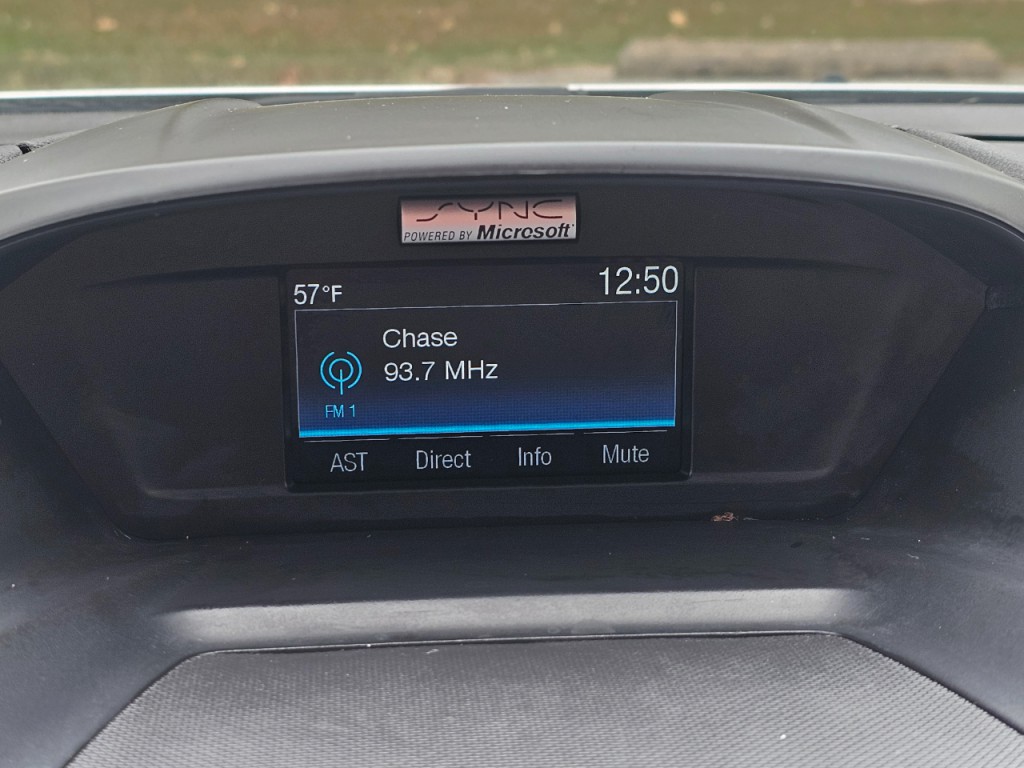 SYNC
POWERED BY Microsoft
57°F 12:50
Chase
93.7 MHz
FM 1
AST Direct Info Mute